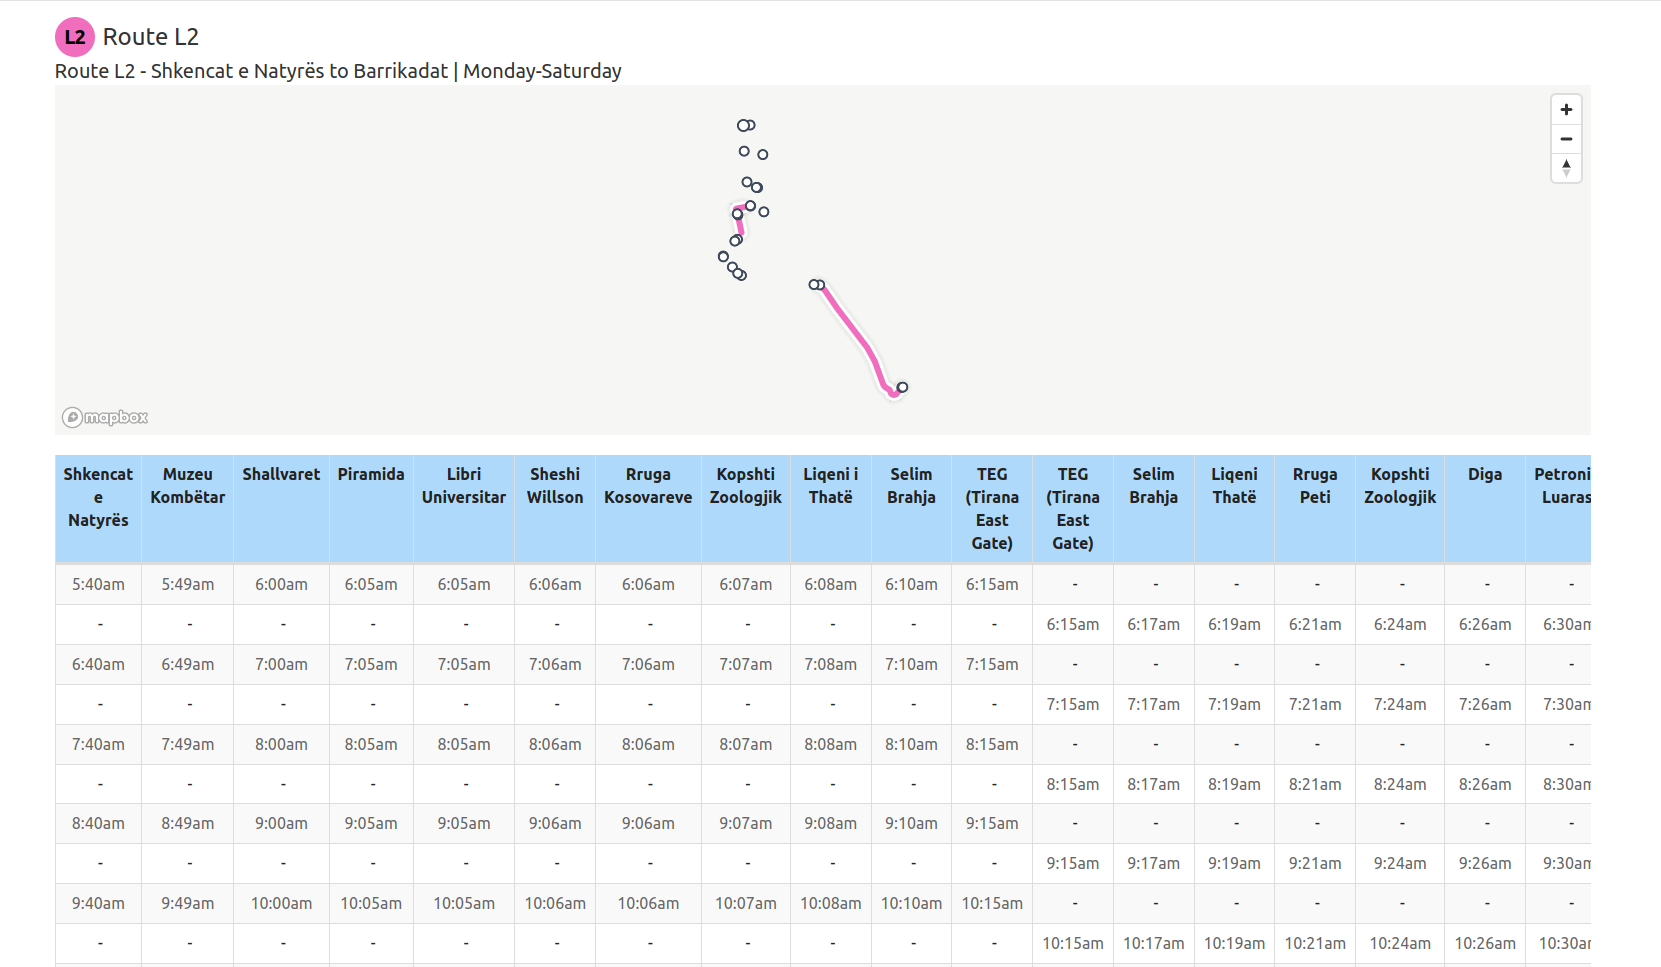 L2 Route L2
Route L2 - Shkencat e Natyrës to Barrikadat | Monday-Saturday
mapbox
Shkencat e Natyrës Muzeu Kombëtar Shallvaret Piramida Libri Universitar Sheshi Willson Rruga Kosovareve Kopshti Zoologjik Liqeni i Thatë Selim Brahja TEG (Tirana East Gate) TEG (Tirana East Gate) Selim Brahja Liqeni Thatë Rruga Peti Kopshti Zoologjik Diga Petroni Luaras
5:40am 5:49am 6:00am 6:05am 6:05am 6:06am 6:06am 6:07am 6:08am 6:10am 6:15am - - - - - - -
- - - - - - - - - - - 6:15am 6:17am 6:19am 6:21am 6:24am 6:26am 6:30am
6:40am 6:49am 7:00am 7:05am 7:05am 7:06am 7:06am 7:07am 7:08am 7:10am 7:15am - - - - - - -
- - - - - - - - - - - 7:15am 7:17am 7:19am 7:21am 7:24am 7:26am 7:30am
7:40am 7:49am 8:00am 8:05am 8:05am 8:06am 8:06am 8:07am 8:08am 8:10am 8:15am - - - - - - -
- - - - - - - - - - - 8:15am 8:17am 8:19am 8:21am 8:24am 8:26am 8:30am
8:40am 8:49am 9:00am 9:05am 9:05am 9:06am 9:06am 9:07am 9:08am 9:10am 9:15am - - - - - - -
- - - - - - - - - - - 9:15am 9:17am 9:19am 9:21am 9:24am 9:26am 9:30am
9:40am 9:49am 10:00am 10:05am 10:05am 10:06am 10:06am 10:07am 10:08am 10:10am 10:15am - - - - - - -
- - - - - - - - - - - 10:15am 10:17am 10:19am 10:21am 10:24am 10:26am 10:30am